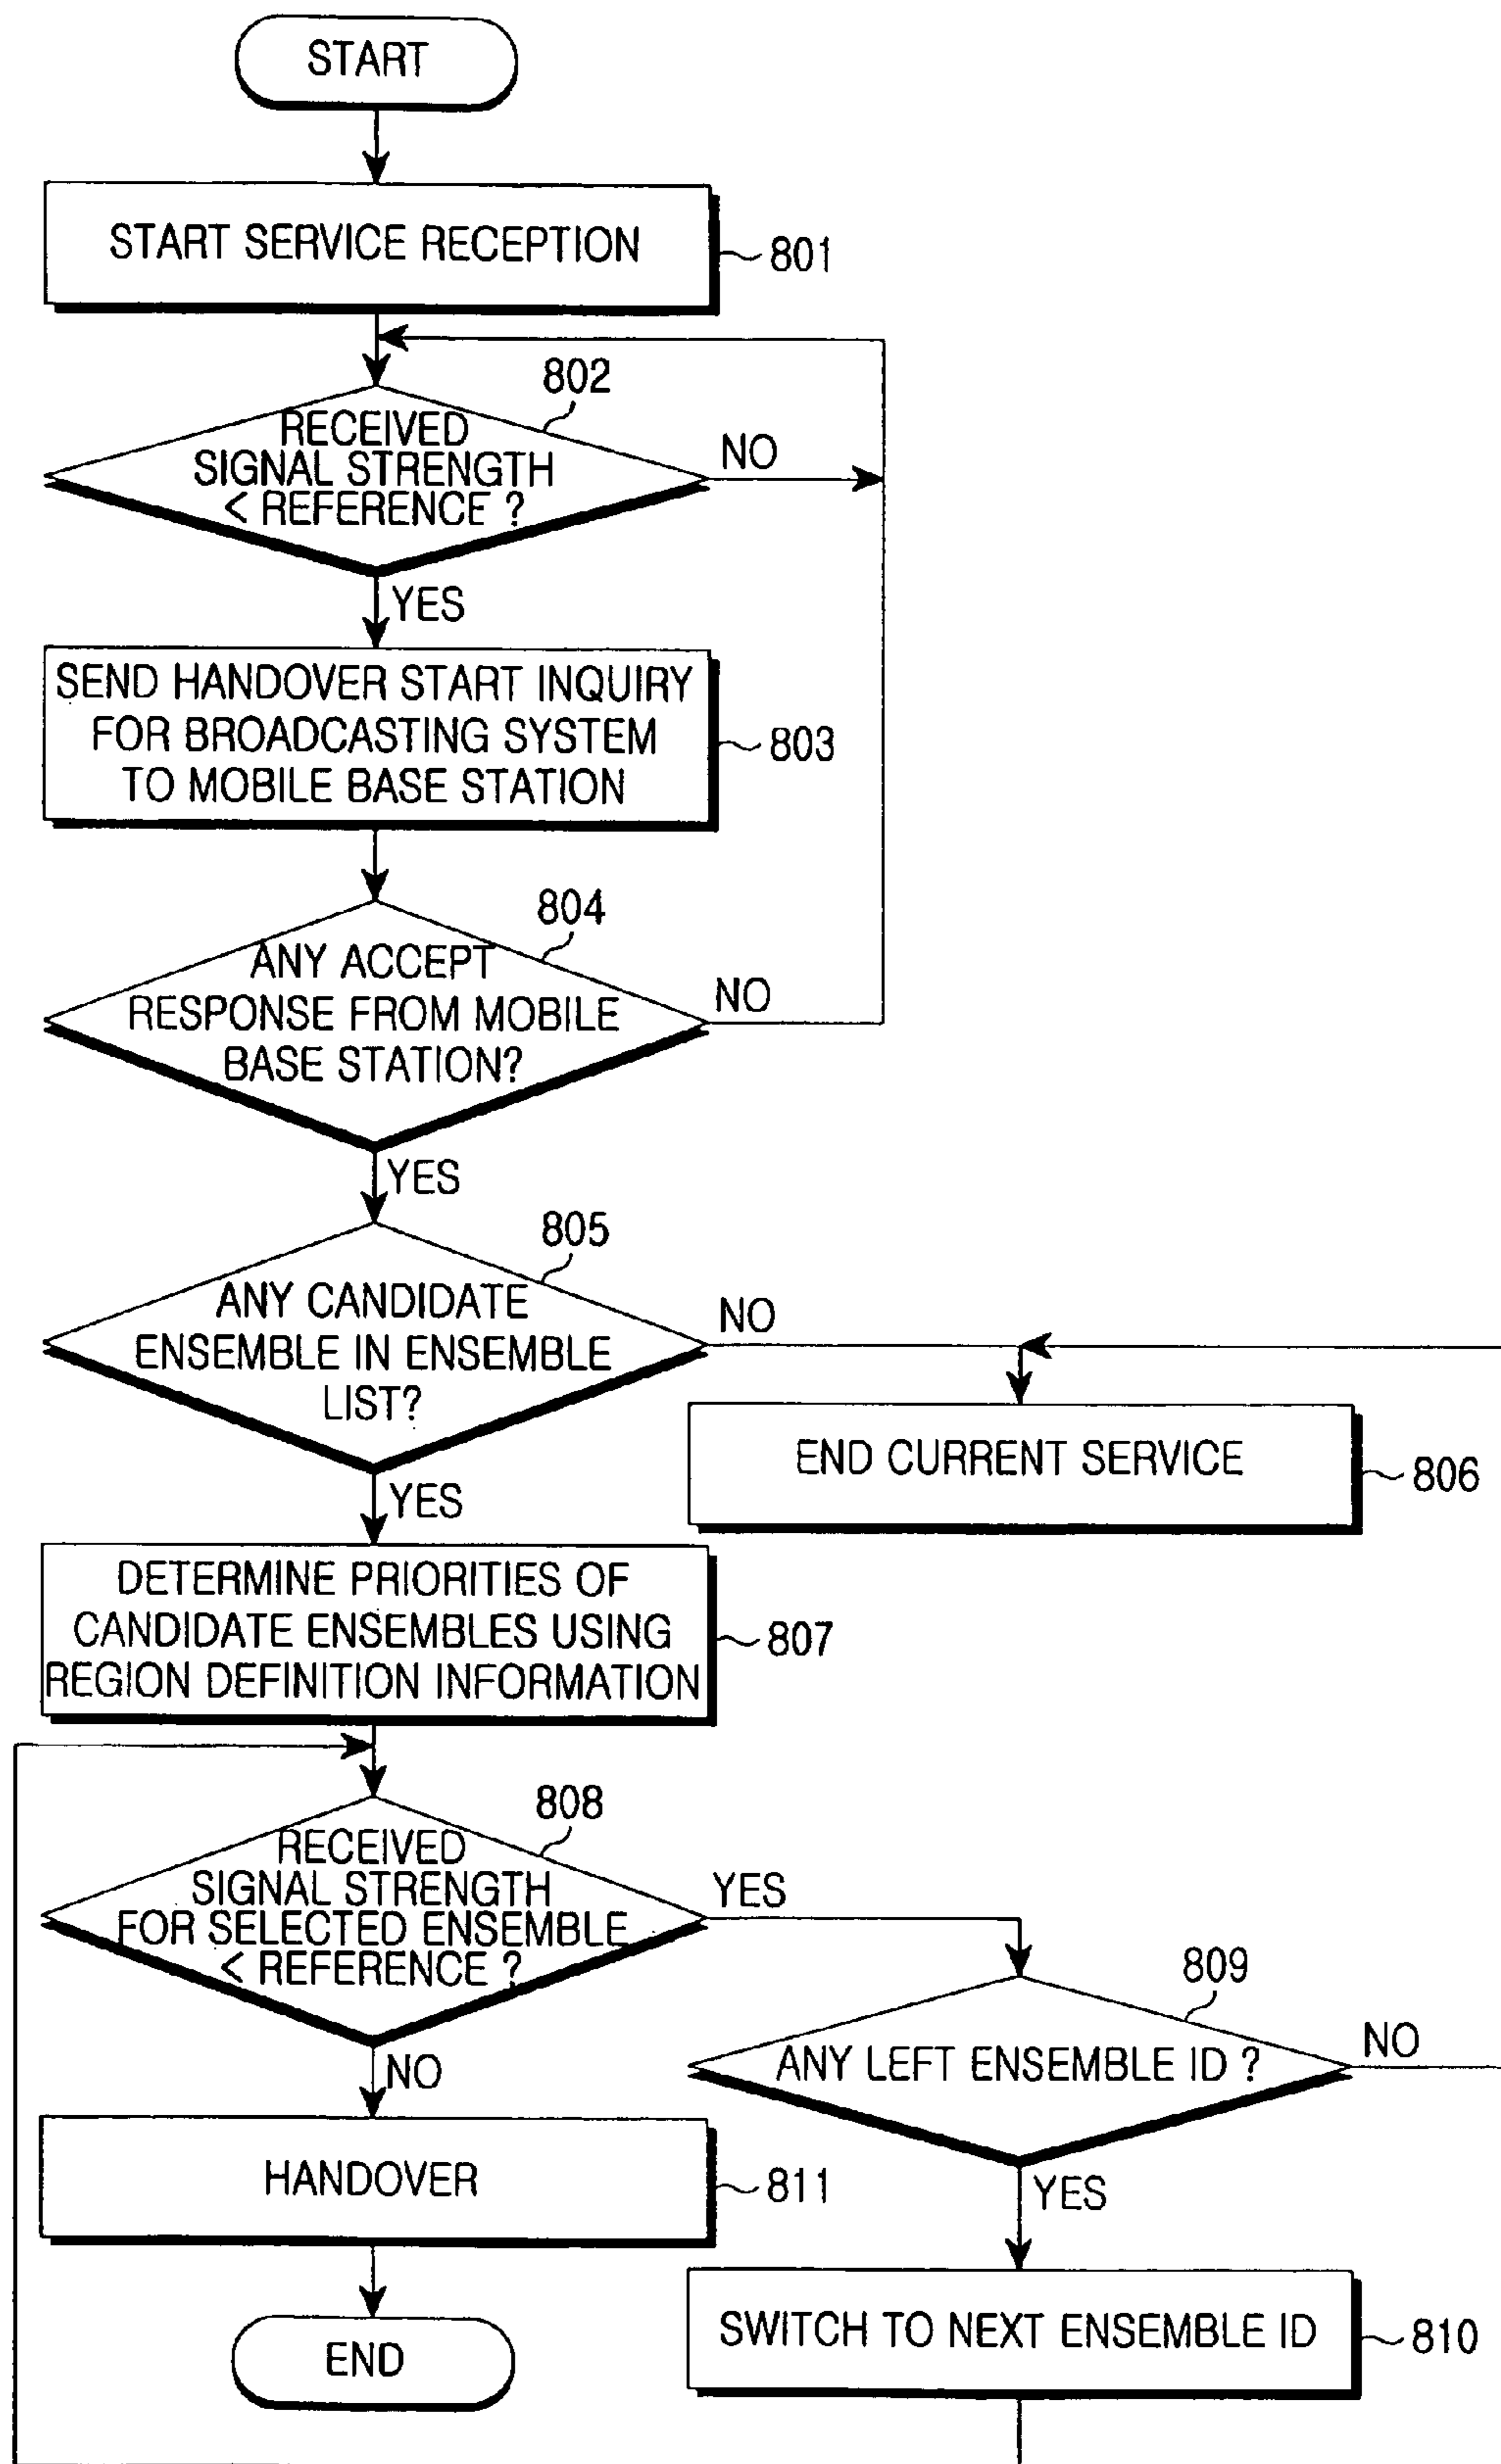 START
START SERVICE RECEPTION
801
802
RECEIVED
SIGNAL STRENGTH
< REFERENCE ?
NO
YES
SEND HANDOVER START INQUIRY
FOR BROADCASTING SYSTEM
TO MOBILE BASE STATION
803
804
ANY ACCEPT
RESPONSE FROM MOBILE
BASE STATION?
NO
YES
805
ANY CANDIDATE
ENSEMBLE IN ENSEMBLE
LIST?
NO
END CURRENT SERVICE
806
YES
DETERMINE PRIORITIES OF
CANDIDATE ENSEMBLES USING
REGION DEFINITION INFORMATION
807
808
RECEIVED
SIGNAL STRENGTH
FOR SELECTED ENSEMBLE
< REFERENCE ?
YES
809
ANY LEFT ENSEMBLE ID ?
NO
NO
HANDOVER
811
YES
SWITCH TO NEXT ENSEMBLE ID
810
END